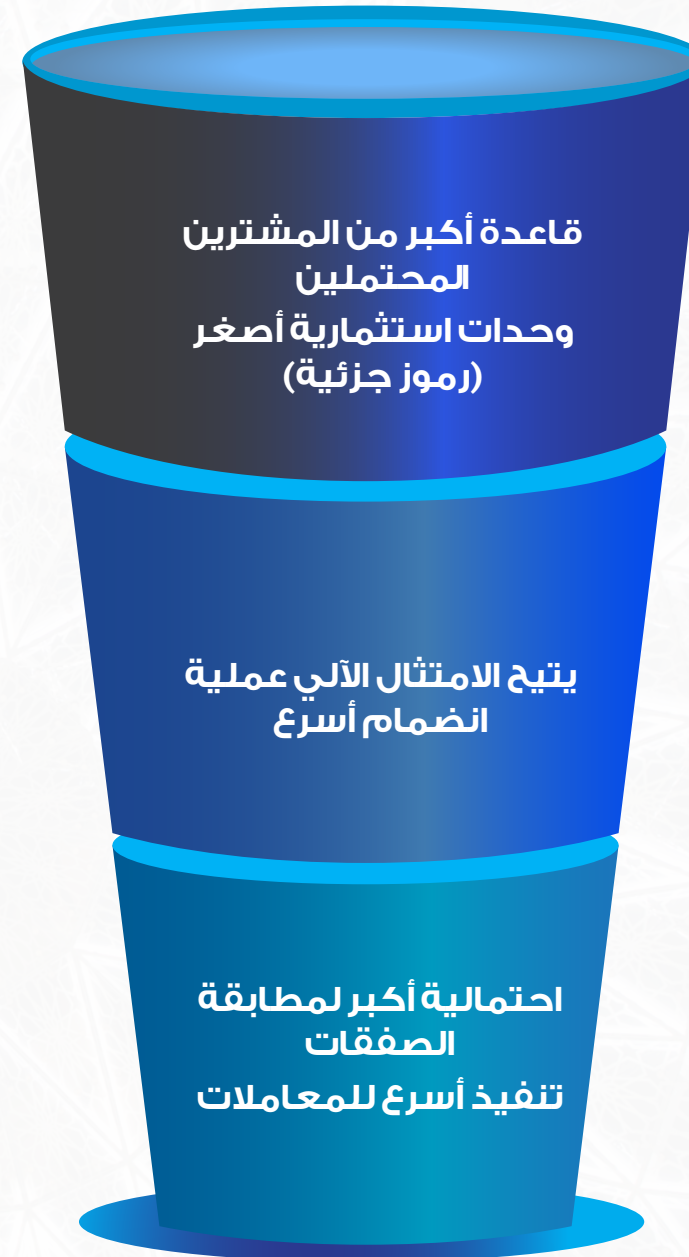 قاعدة أكبر من المشترين
المحتملين
وحدات استثمارية أصغر
(رموز جزئية)
يتيح الامتثال الآلي عملية
انضمام أسرع
احتمالية أكبر لمطابقة
الصفقات
تنفيذ أسرع للمعاملات